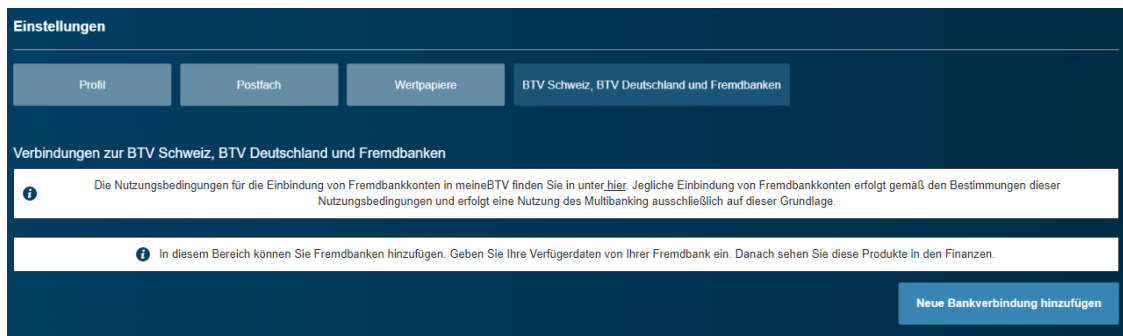 Einstellungen
Profil
Postfach
Wertpapiere
BTV Schweiz, BTV Deutschland und Fremdbanken
Verbindungen zur BTV Schweiz, BTV Deutschland und Fremdbanken
Die Nutzungsbedingungen für die Einbindung von Fremdbankkonten in meineBTV finden Sie in unter hier. Jegliche Einbindung von Fremdbankkonten erfolgt gemäß den Bestimmungen dieser
Nutzungsbedingungen und erfolgt eine Nutzung des Multibanking ausschließlich auf dieser Grundlage.
In diesem Bereich können Sie Fremdbanken hinzufügen. Geben Sie Ihre Verfügerdaten von Ihrer Fremdbank ein. Danach sehen Sie diese Produkte in den Finanzen.
Neue Bankverbindung hinzufügen